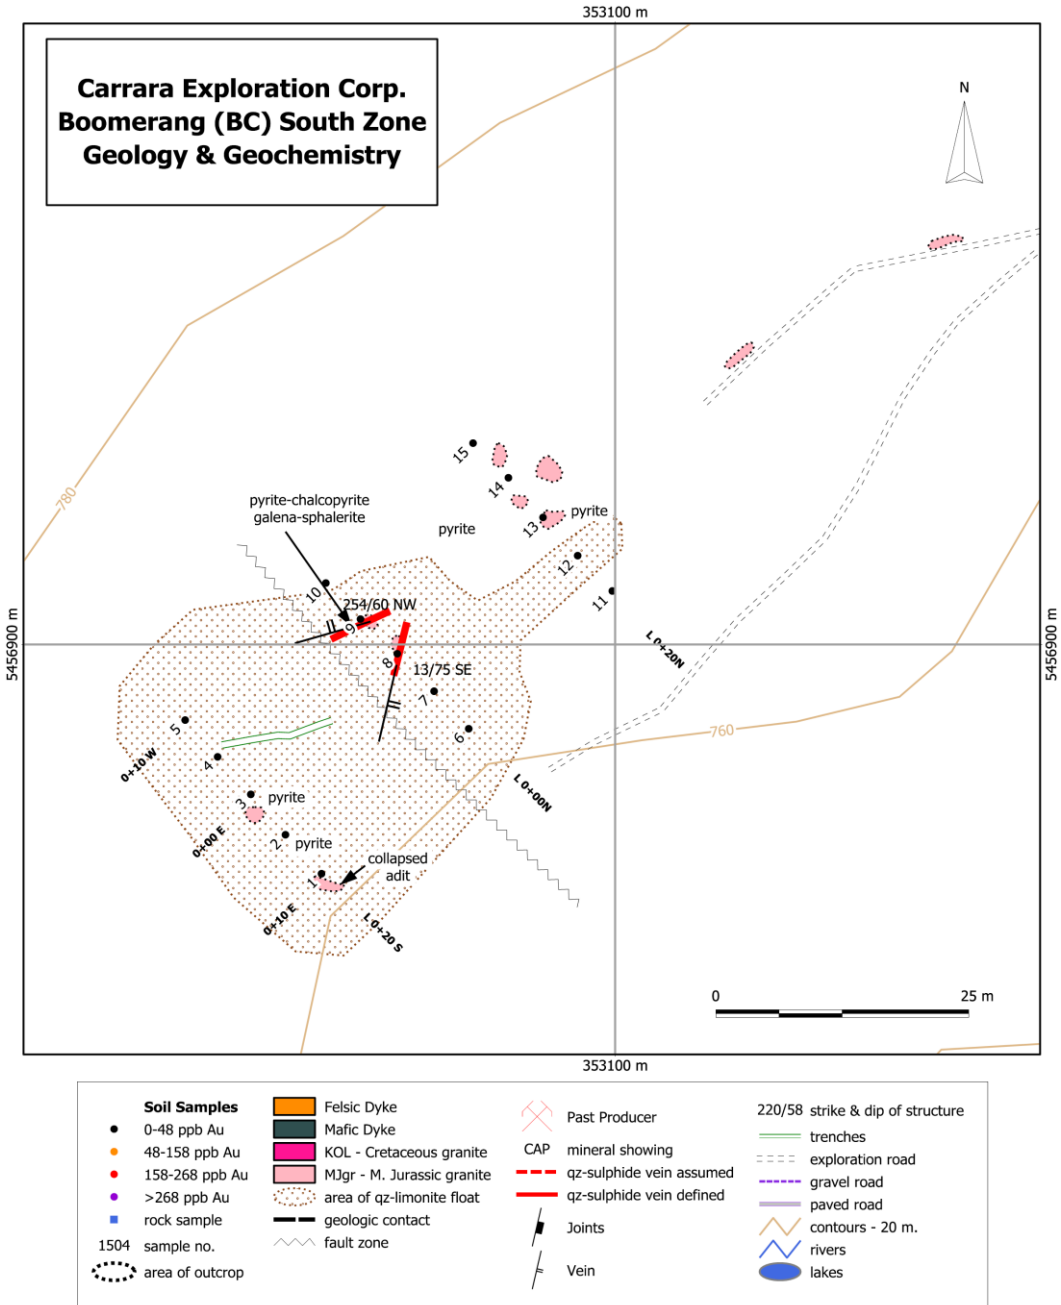 353100 m
Carrara Exploration Corp.
Boomerang (BC) South Zone
Geology & Geochemistry
N
780
15
14
pyrite-chalcopyrite
galena-sphalerite
pyrite
13
pyrite
12
11
10
254/60 NW
9
5456900 m
5456900 m
8
L 0+20N
13/75 SE
7
5
6
4
760
0+10 W
L 0+00N
3
pyrite
0+00 E
2
pyrite
collapsed
adit
1
0+10 E
L 0+20 S
0
25 m
353100 m
Soil Samples
0-48 ppb Au
48-158 ppb Au
158-268 ppb Au
>268 ppb Au
rock sample
1504 sample no.
area of outcrop
Felsic Dyke
Mafic Dyke
KOL - Cretaceous granite
MJgr - M. Jurassic granite
area of qz-limonite float
geologic contact
fault zone
Past Producer
CAP mineral showing
qz-sulphide vein assumed
qz-sulphide vein defined
Joints
Vein
220/58 strike & dip of structure
trenches
exploration road
gravel road
paved road
contours - 20 m.
rivers
lakes